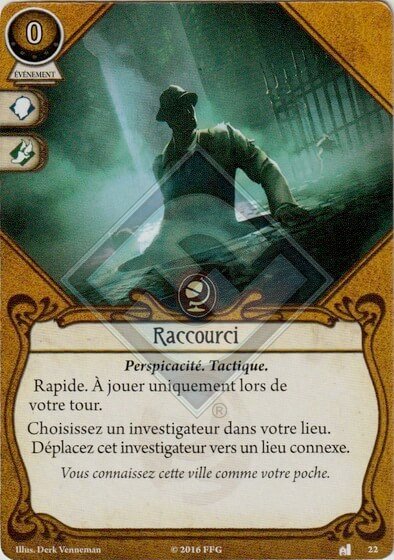 0
ÉVÉNEMENT
Raccourci
Perspicacité. Tactique.
Rapide. À jouer uniquement lors de
votre tour.
Choisissez un investigateur dans votre lieu.
Déplacez cet investigateur vers un lieu connexe.
Vous connaissez cette ville comme votre poche.
®
Illus. Derk Venneman
© 2016 FFG
22